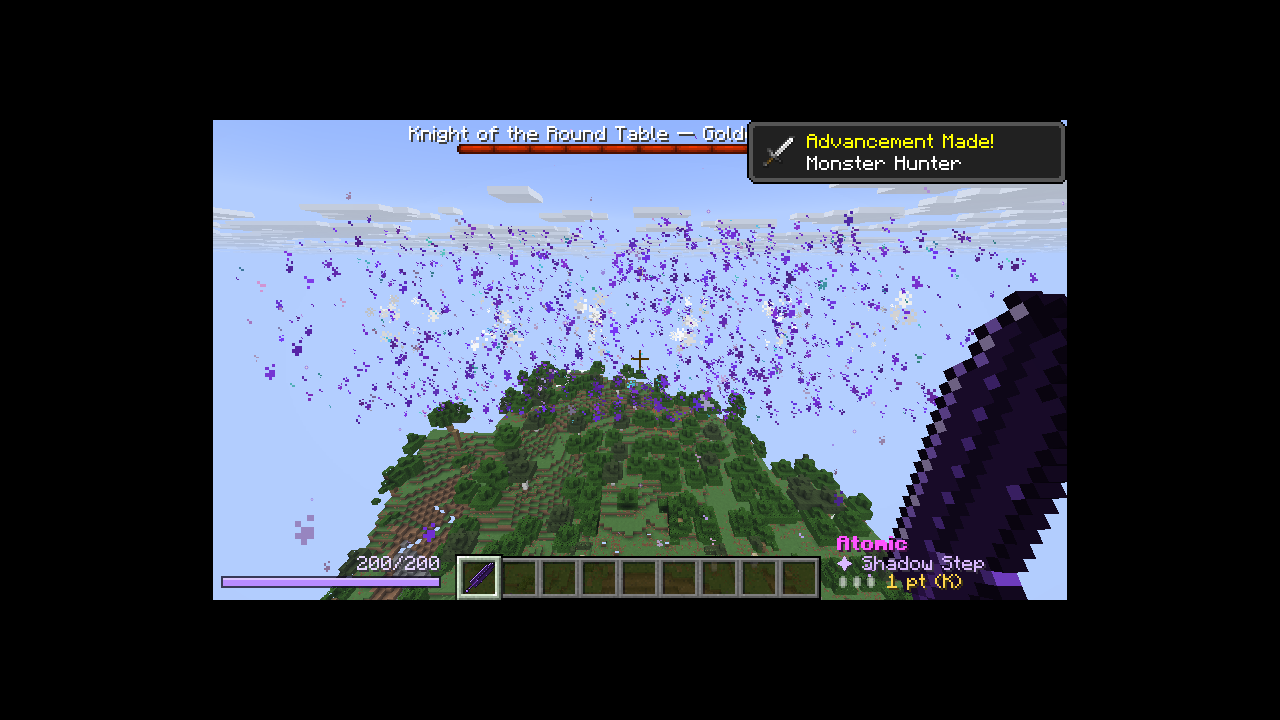 Knight of the Round Table — Gold
Advancement Made!
Monster Hunter
Atomic
200/200
✦ Shadow Step
1 pt (K)